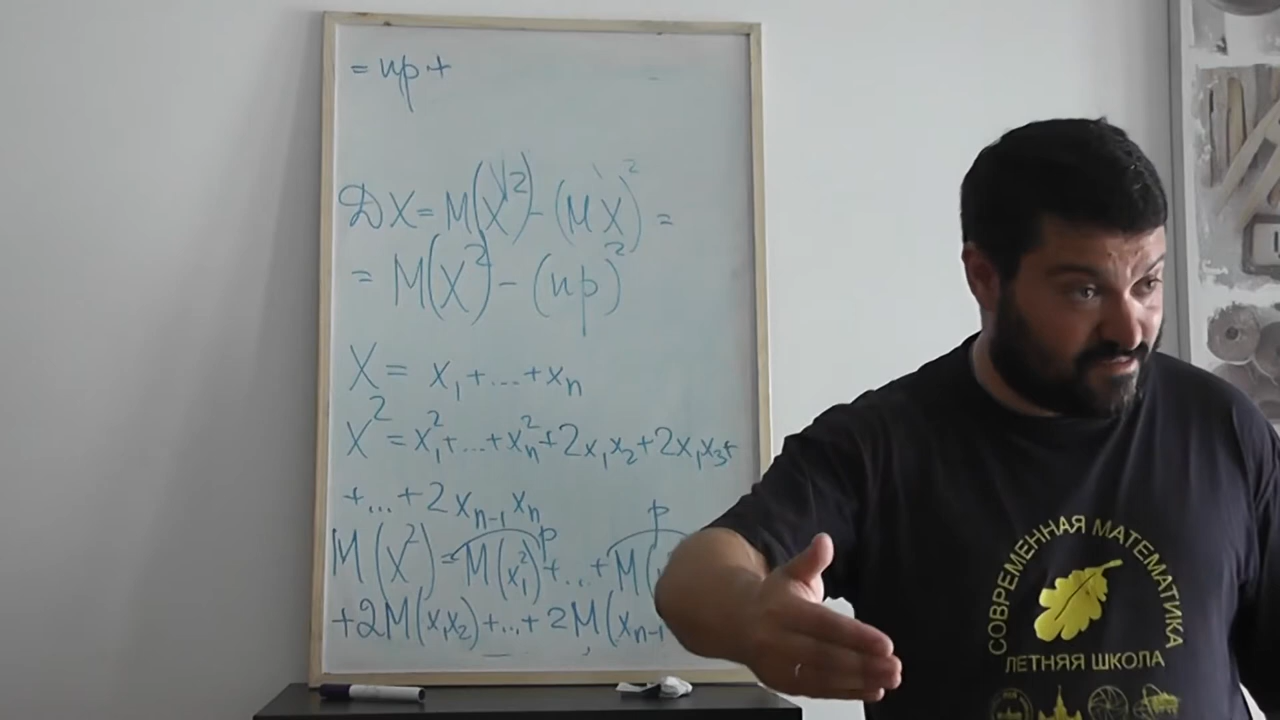 = np +
DX = M(X²) - (MX)² =
= M(X²) - (np)²
X = x₁ + ... + xₙ
X² = x₁² + ... + xₙ² + 2x₁x₂ + 2x₁x₃ +
+ ... + 2xₙ₋₁xₙ
p
p
M(X²) = M(x₁²) + ... + M(
+ 2M(x₁x₂) + ... + 2M(xₙ₋₁
СОВРЕМЕННАЯ МАТЕМАТИКА
ЛЕТНЯЯ ШКОЛА